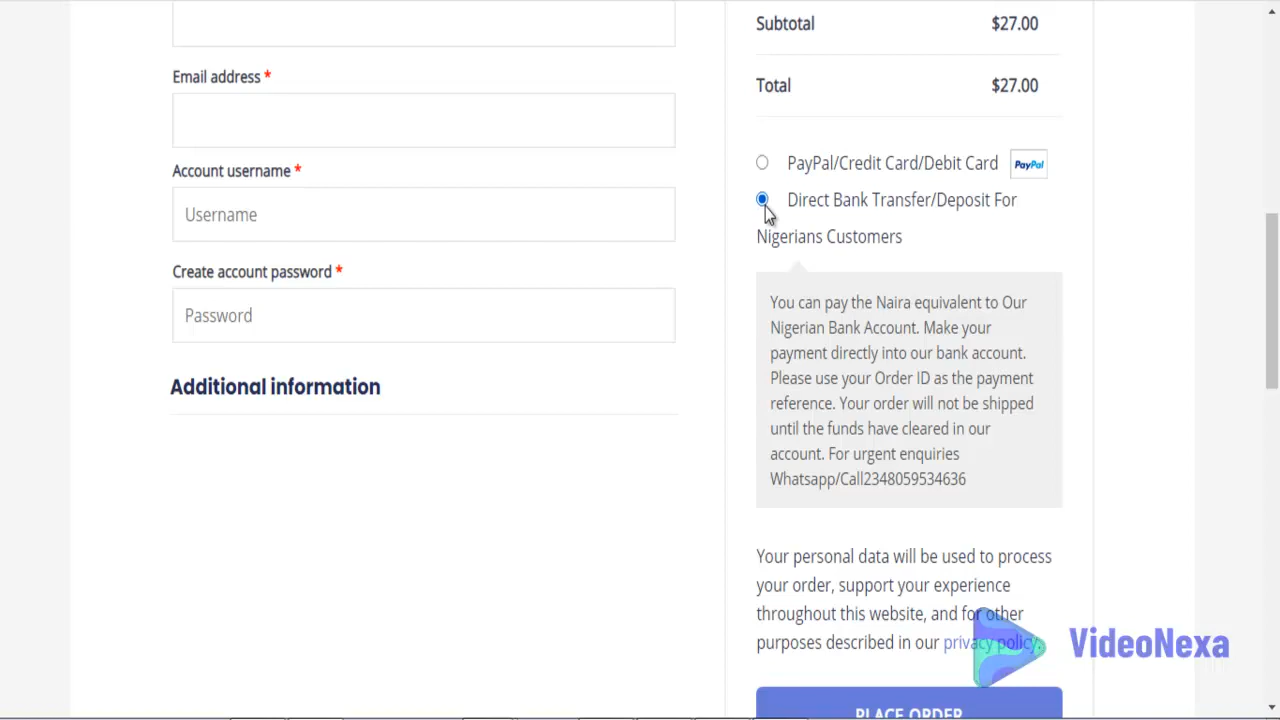 Email address *
Account username *
Username
Create account password *
Password
Additional information
Subtotal $27.00
Total $27.00
PayPal/Credit Card/Debit Card PayPal
Direct Bank Transfer/Deposit For
Nigerians Customers
You can pay the Naira equivalent to Our
Nigerian Bank Account. Make your
payment directly into our bank account.
Please use your Order ID as the payment
reference. Your order will not be shipped
until the funds have cleared in our
account. For urgent enquiries
Whatsapp/Call2348059534636
Your personal data will be used to process
your order, support your experience
throughout this website, and for other
purposes described in our privacy policy.
PLACE ORDER
VideoNexa